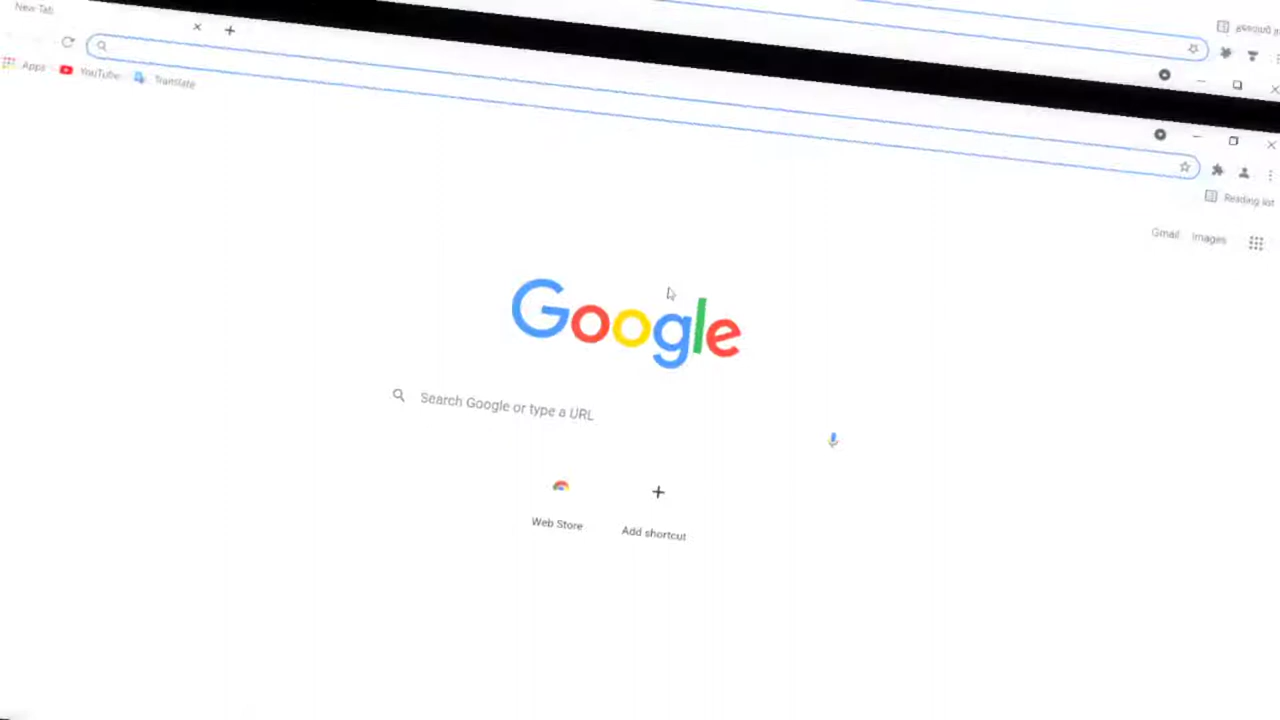 New Tab
Apps YouTube Translate
Reading list
Gmail Images
Google
Search Google or type a URL
Web Store Add shortcut